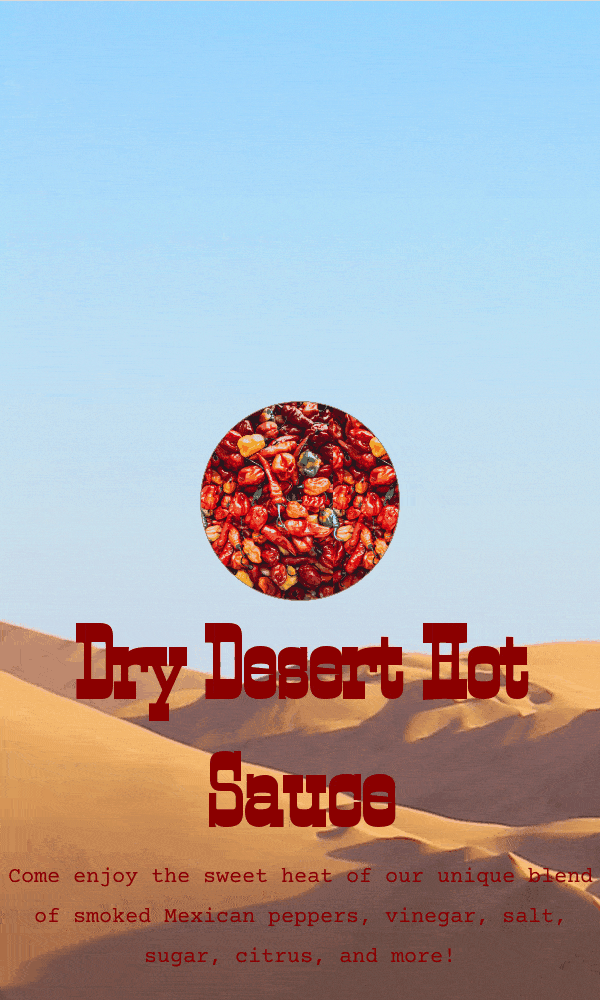 Dry Desert Hot
Sauce
Come enjoy the sweet heat of our unique blend
of smoked Mexican peppers, vinegar, salt,
sugar, citrus, and more!